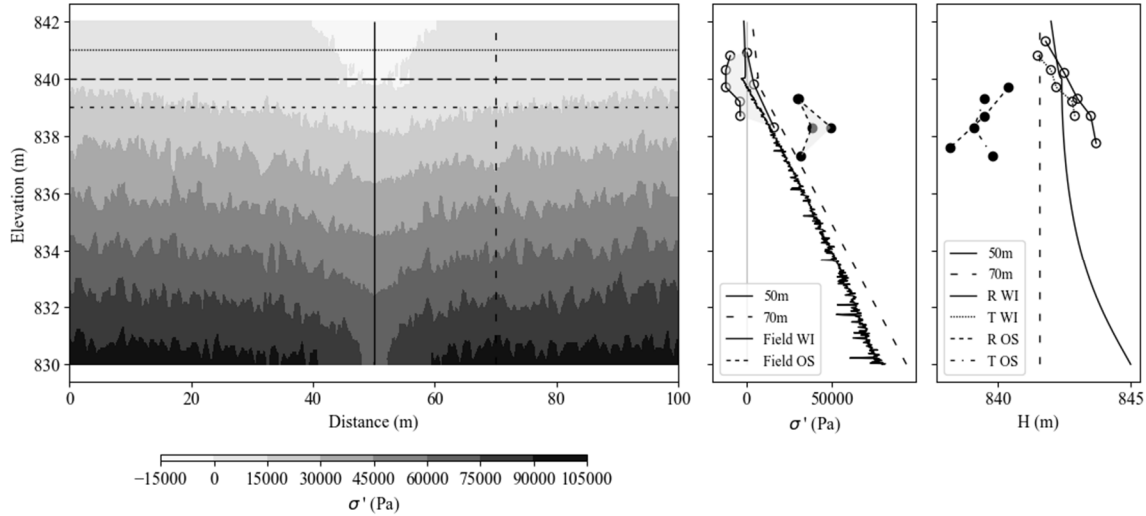 842
840
838
836
834
832
830
Elevation (m)
0
20
40
60
80
100
Distance (m)
−15000
0
15000
30000
45000
60000
75000
90000
105000
σ' (Pa)
50m
70m
Field WI
Field OS
0
50000
σ' (Pa)
50m
70m
R WI
T WI
R OS
T OS
840
845
H (m)